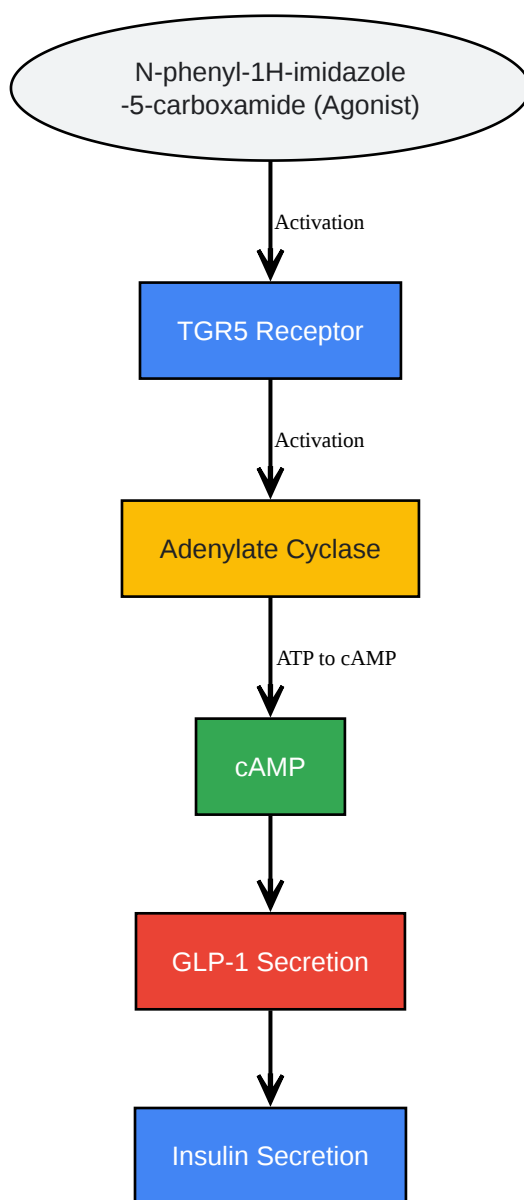 N-phenyl-1H-imidazole
-5-carboxamide (Agonist)
Activation
TGR5 Receptor
Activation
Adenylate Cyclase
ATP to cAMP
cAMP
GLP-1 Secretion
Insulin Secretion